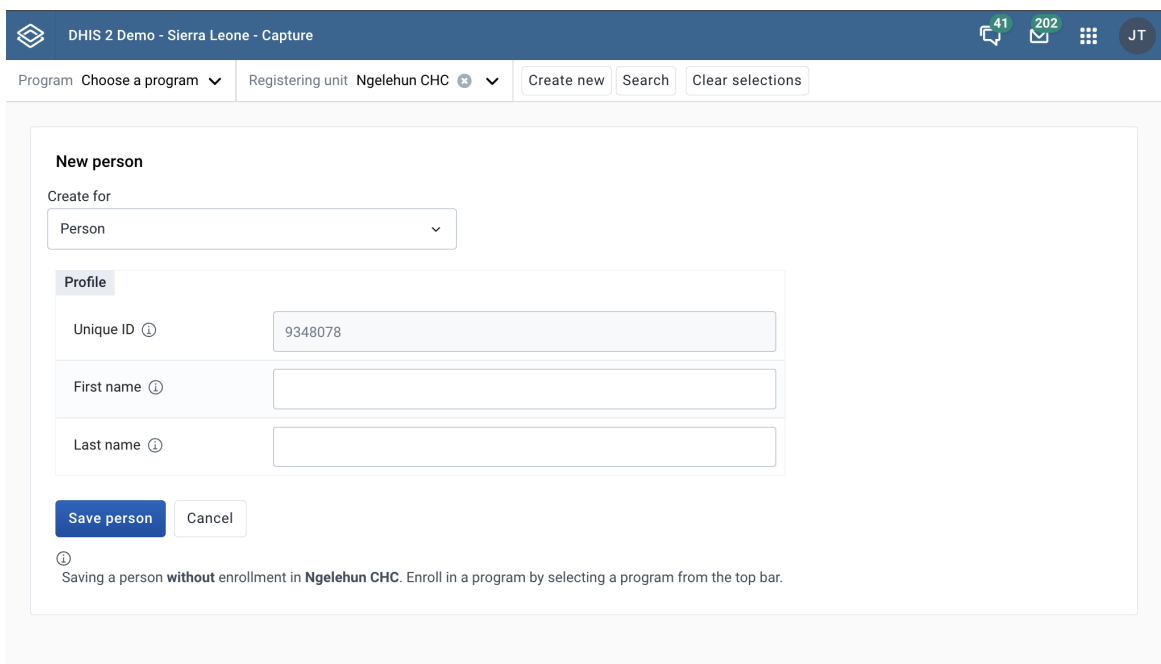 DHIS 2 Demo - Sierra Leone - Capture 41 202 JT
Program Choose a program Registering unit Ngelehun CHC Create new Search Clear selections
New person
Create for
Person
Profile
Unique ID 9348078
First name
Last name
Save person Cancel
Saving a person without enrollment in Ngelehun CHC. Enroll in a program by selecting a program from the top bar.